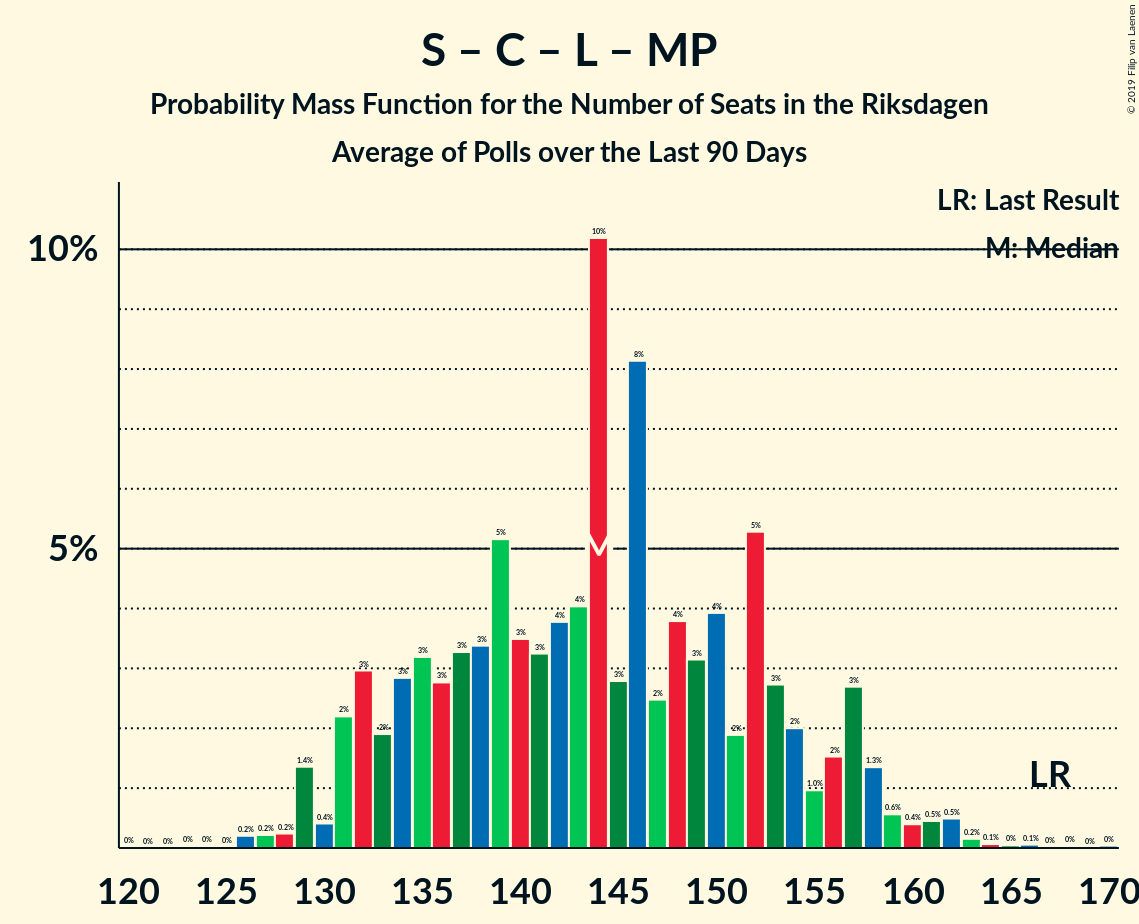 S – C – L – MP
Probability Mass Function for the Number of Seats in the Riksdagen
Average of Polls over the Last 90 Days
© 2019 Filip van Laenen
LR: Last Result
M: Median
10%
5%
0% 0% 0% 0% 0% 0% 0.2% 0.2% 0.2% 1.4% 0.4% 2% 3% 2% 3% 3% 3% 3% 3% 5% 3% 3% 4% 4% 10% 3% 8% 2% 4% 3% 4% 2% 5% 3% 2% 1.0% 2% 3% 1.3% 0.6% 0.4% 0.5% 0.5% 0.2% 0.1% 0% 0.1% 0% 0% 0% 0%
M
LR
120 125 130 135 140 145 150 155 160 165 170